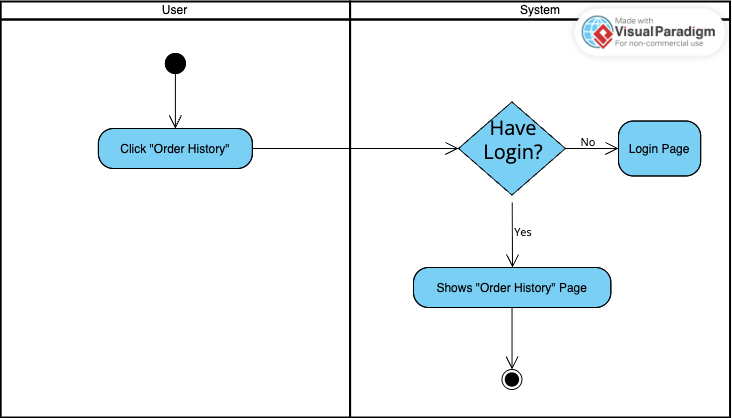 User
System
Made with
Visual Paradigm
For non-commercial use
Click "Order History"
Have
Login?
No
Login Page
Yes
Shows "Order History" Page